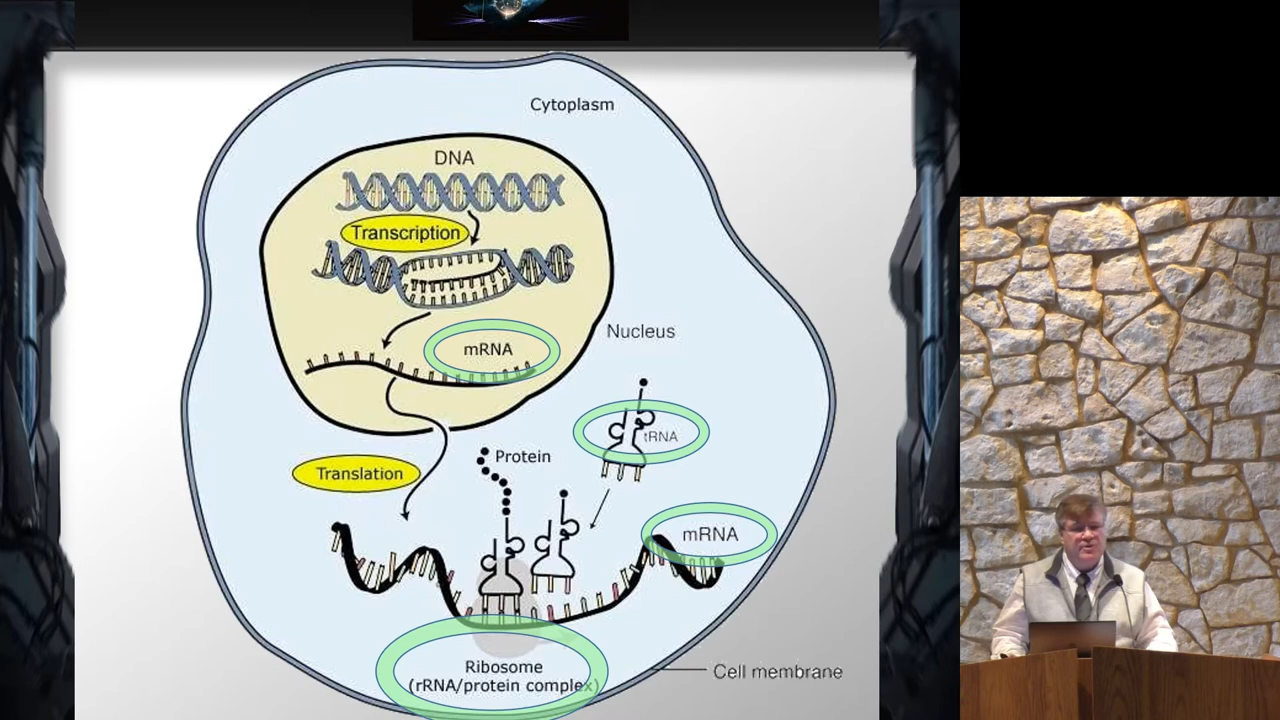 Cytoplasm
DNA
Transcription
Nucleus
mRNA
tRNA
Protein
Translation
mRNA
Ribosome
(rRNA/protein complex)
Cell membrane